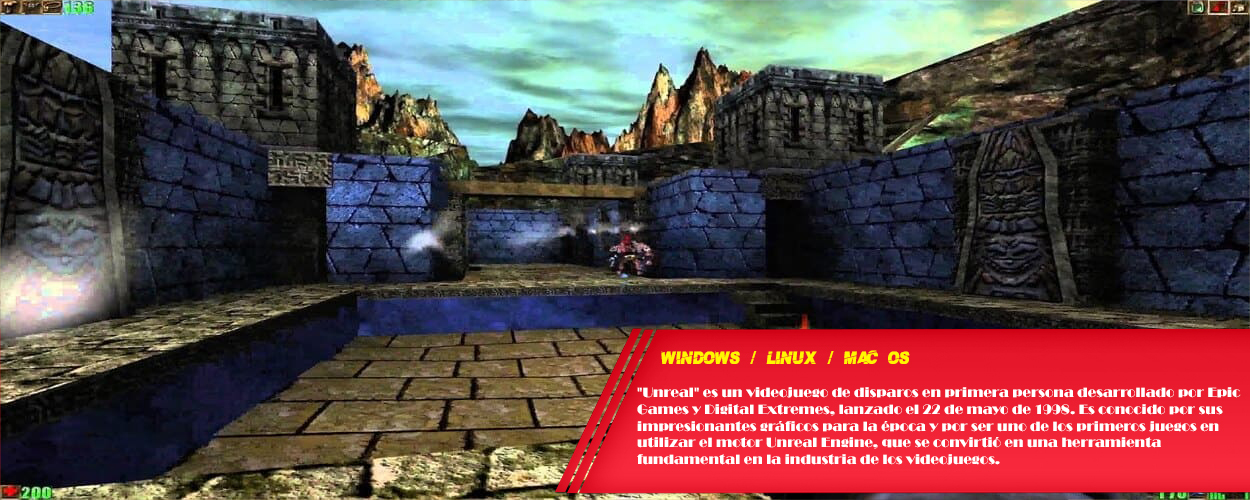 136
WINDOWS / LINUX / MAC OS
"Unreal" es un videojuego de disparos en primera persona desarrollado por Epic
Games y Digital Extremes, lanzado el 22 de mayo de 1998. Es conocido por sus
impresionantes gráficos para la época y por ser uno de los primeros juegos en
utilizar el motor Unreal Engine, que se convirtió en una herramienta
fundamental en la industria de los videojuegos.
200